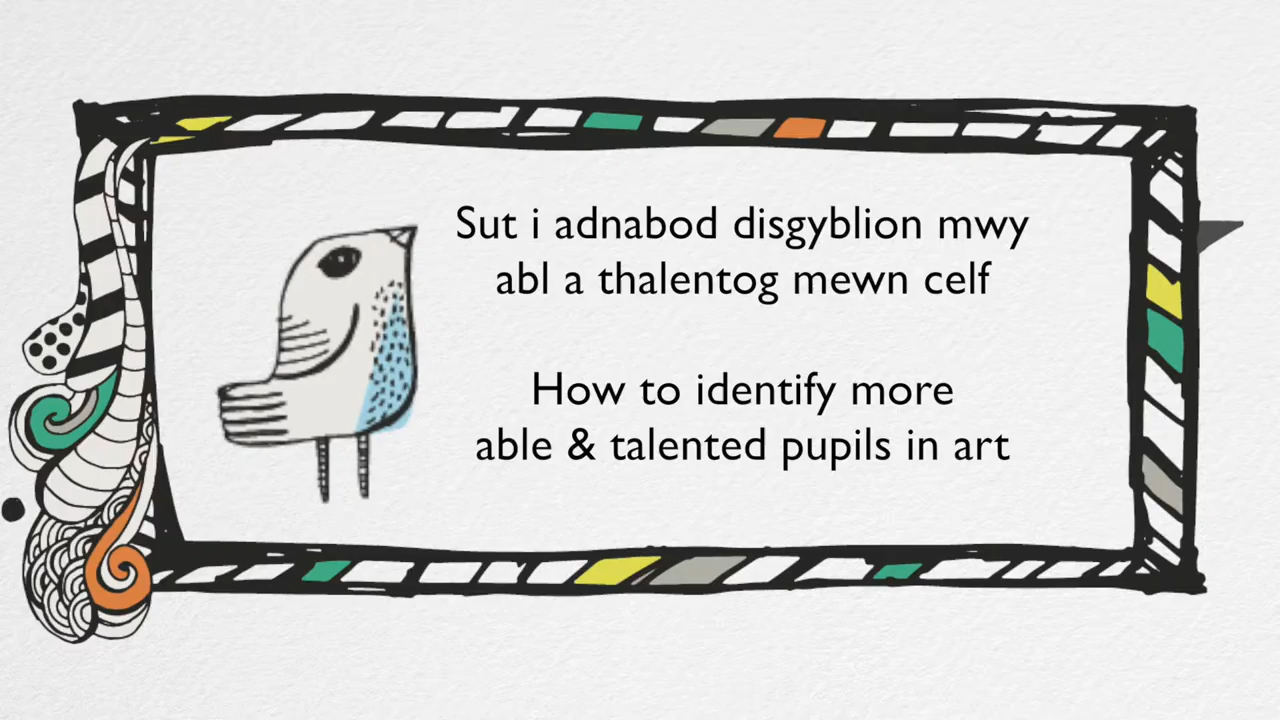 Sut i adnabod disgyblion mwy
abl a thalentog mewn celf
How to identify more
able & talented pupils in art